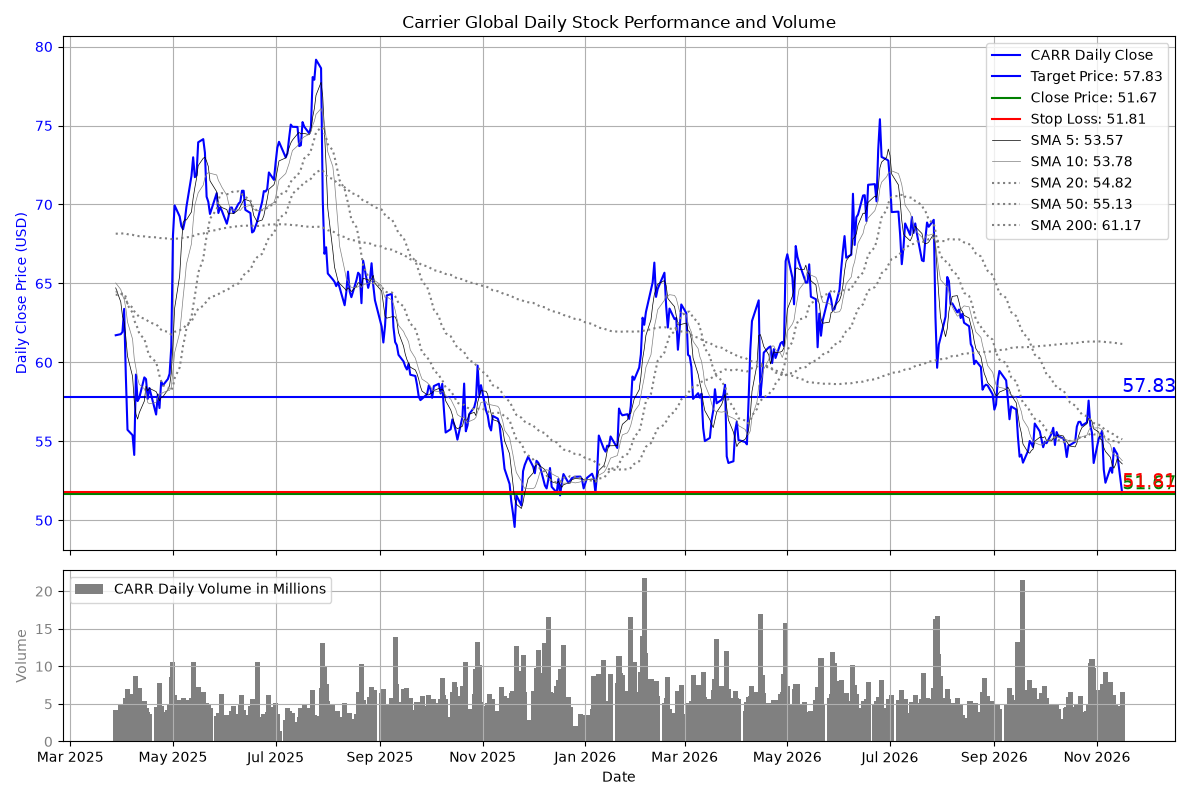 Carrier Global Daily Stock Performance and Volume
80
75
70
65
60
55
50
Daily Close Price (USD)
CARR Daily Close
Target Price: 57.83
Close Price: 51.67
Stop Loss: 51.81
SMA 5: 53.57
SMA 10: 53.78
SMA 20: 54.82
SMA 50: 55.13
SMA 200: 61.17
57.83
51.81
51.67
CARR Daily Volume in Millions
20
15
10
5
0
Volume
Mar 2025 May 2025 Jul 2025 Sep 2025 Nov 2025 Jan 2026 Mar 2026 May 2026 Jul 2026 Sep 2026 Nov 2026
Date